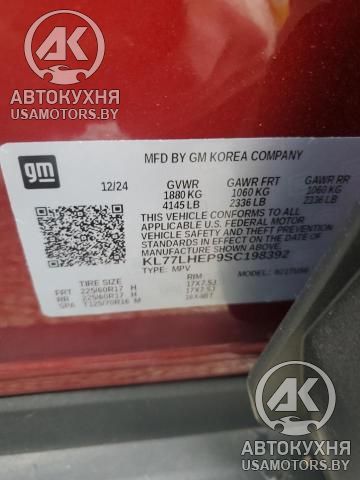 AK
АВТОКУХНЯ
USAMOTORS.BY
gm
MFD BY GM KOREA COMPANY
12/24 GVWR GAWR FRT GAWR RR
1880 KG 1060 KG 1060 KG
4145 LB 2336 LB 2336 LB
THIS VEHICLE CONFORMS TO ALL
APPLICABLE U.S. FEDERAL MOTOR
VEHICLE SAFETY AND THEFT
PREVENTION STANDARDS IN EFFECT
ON THE DATE OF MANUFACTURE
SHOWN ABOVE.
KL77LHEP9SC198392
TYPE: MPV MODEL:
TIRE SIZE RIM
FRT 225/60R17 H 17X7.5J
RR 225/60R17 H 17X7.5J
SPA T125/70R16 M 16X4BT
AK
АВТОКУХНЯ
USAMOTORS.BY